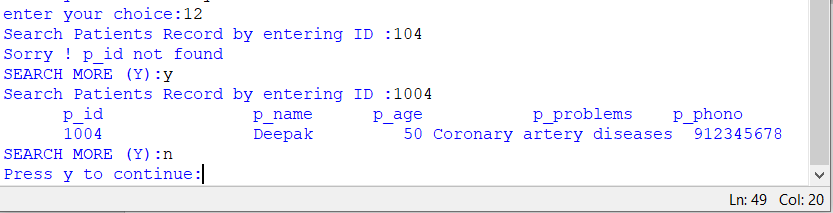 enter your choice:12
Search Patients Record by entering ID :104
Sorry ! p_id not found
SEARCH MORE (Y):y
Search Patients Record by entering ID :1004
p_id p_name p_age p_problems p_phono
1004 Deepak 50 Coronary artery diseases 912345678
SEARCH MORE (Y):n
Press y to continue:
Ln: 49 Col: 20